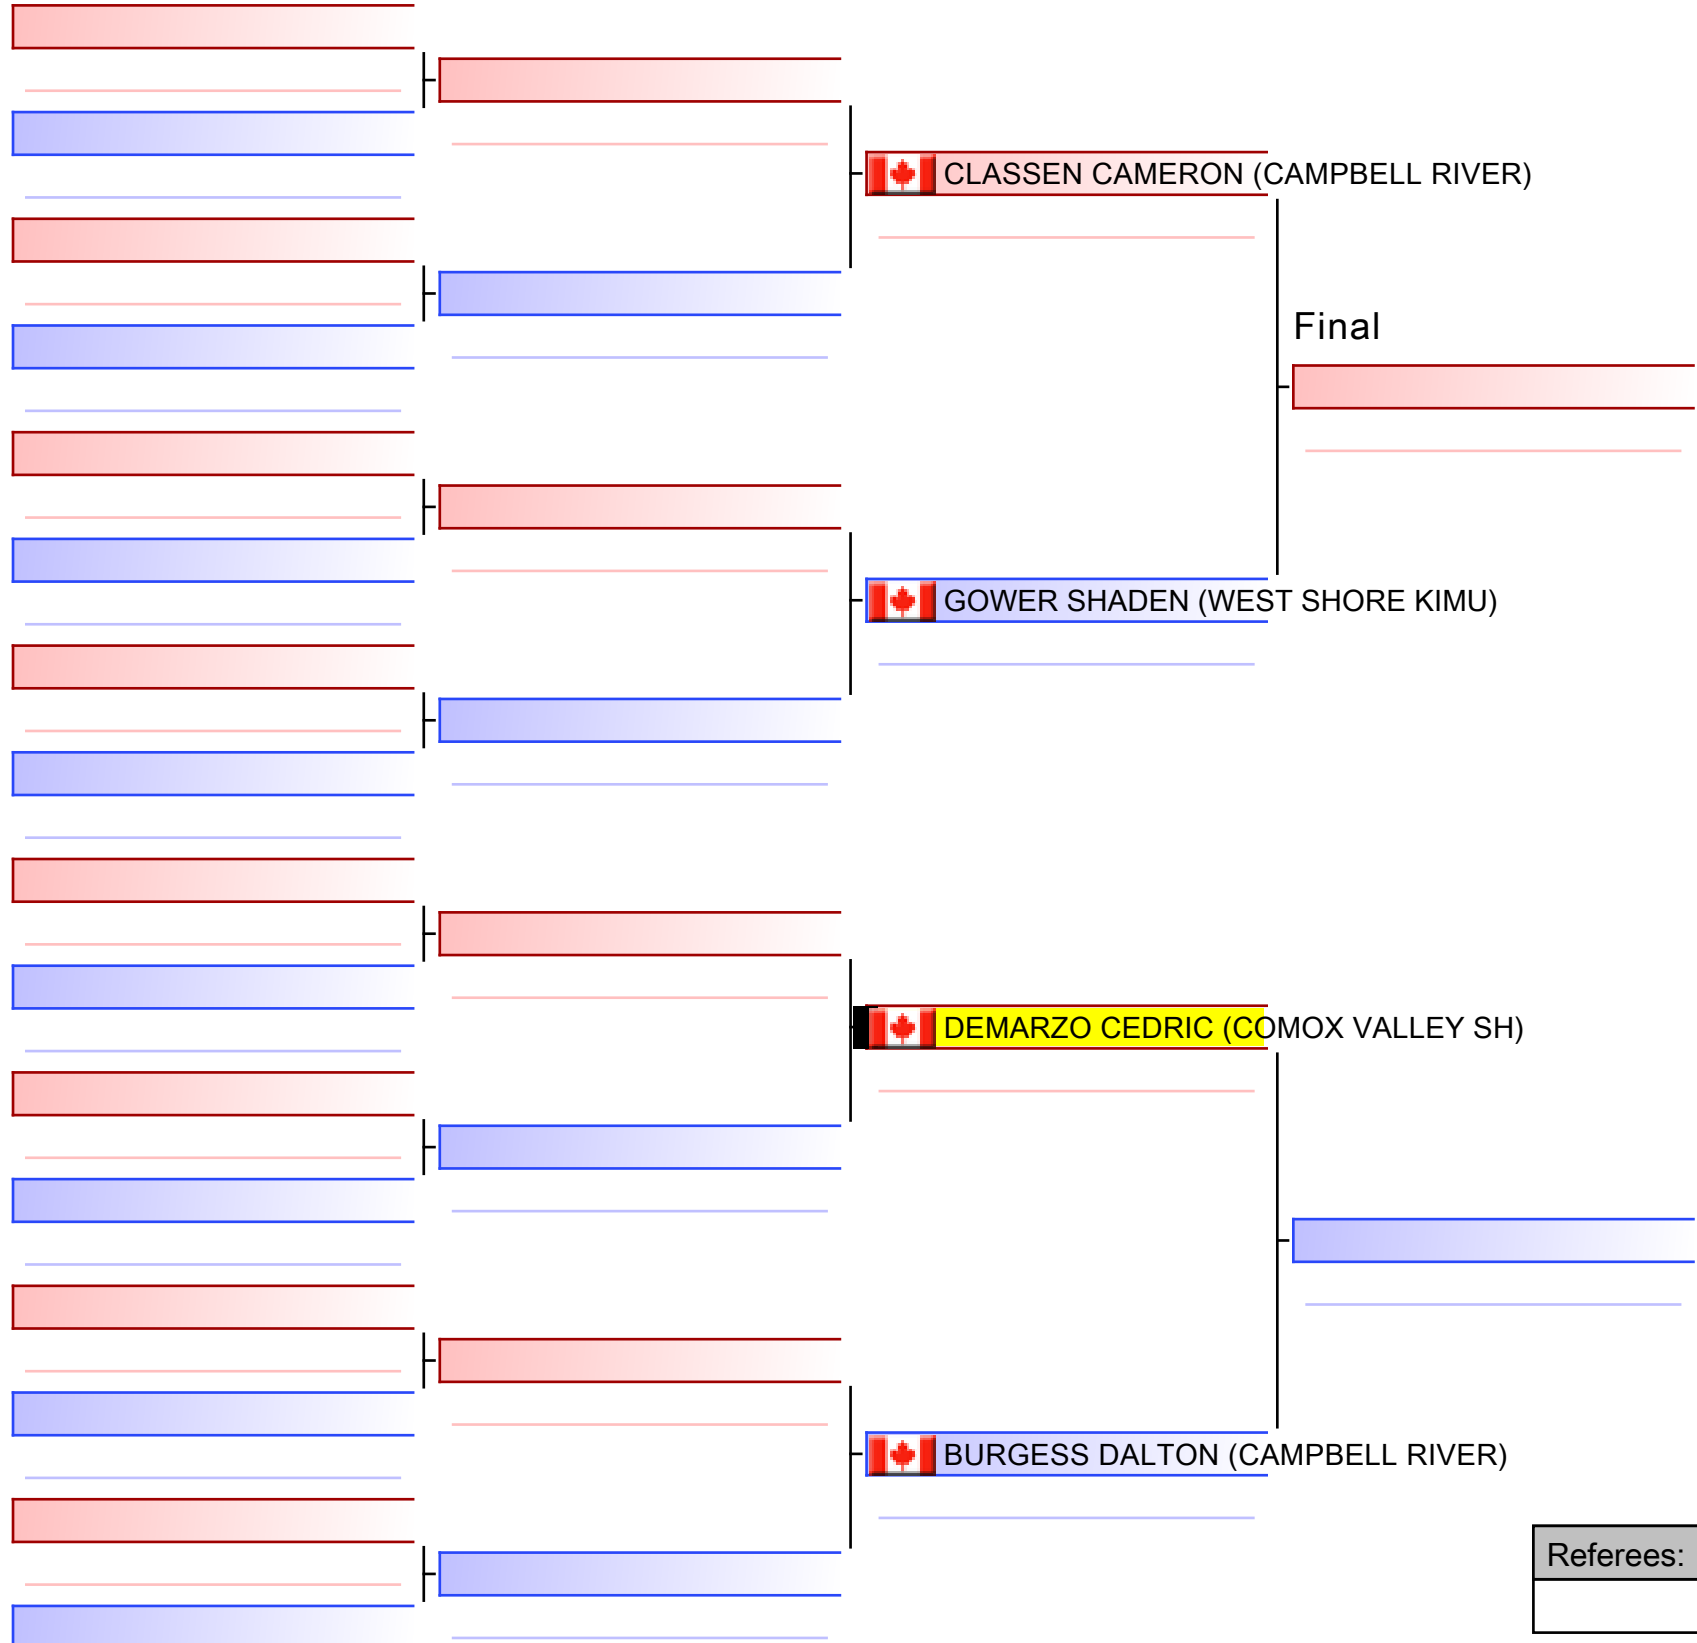 CLASSEN CAMERON (CAMPBELL RIVER)
Final
GOWER SHADEN (WEST SHORE KIMU)
DEMARZO CEDRIC (COMOX VALLEY SH)
BURGESS DALTON (CAMPBELL RIVER)
Referees: